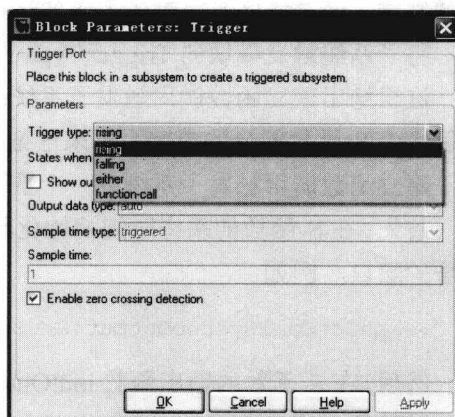 Block Parameters: Trigger
Trigger Port
Place this block in a subsystem to create a triggered subsystem.
Parameters
Trigger type: rising
rising
States when
falling
either
Show ou
function-call
Output data type: auto
Sample time type: triggered
Sample time:
1
Enable zero crossing detection
OK Cancel Help Apply